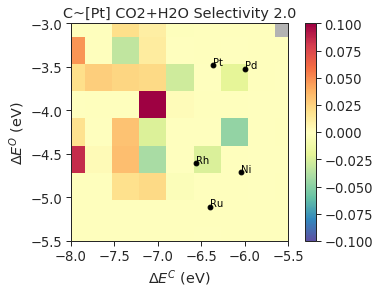 C~[Pt] CO2+H2O Selectivity 2.0
−3.0
−3.5
−4.0
−4.5
−5.0
−5.5
ΔE^O (eV)
Pt
Pd
Rh
Ni
Ru
−8.0 −7.5 −7.0 −6.5 −6.0 −5.5
ΔE^C (eV)
0.100
0.075
0.050
0.025
0.000
−0.025
−0.050
−0.075
−0.100